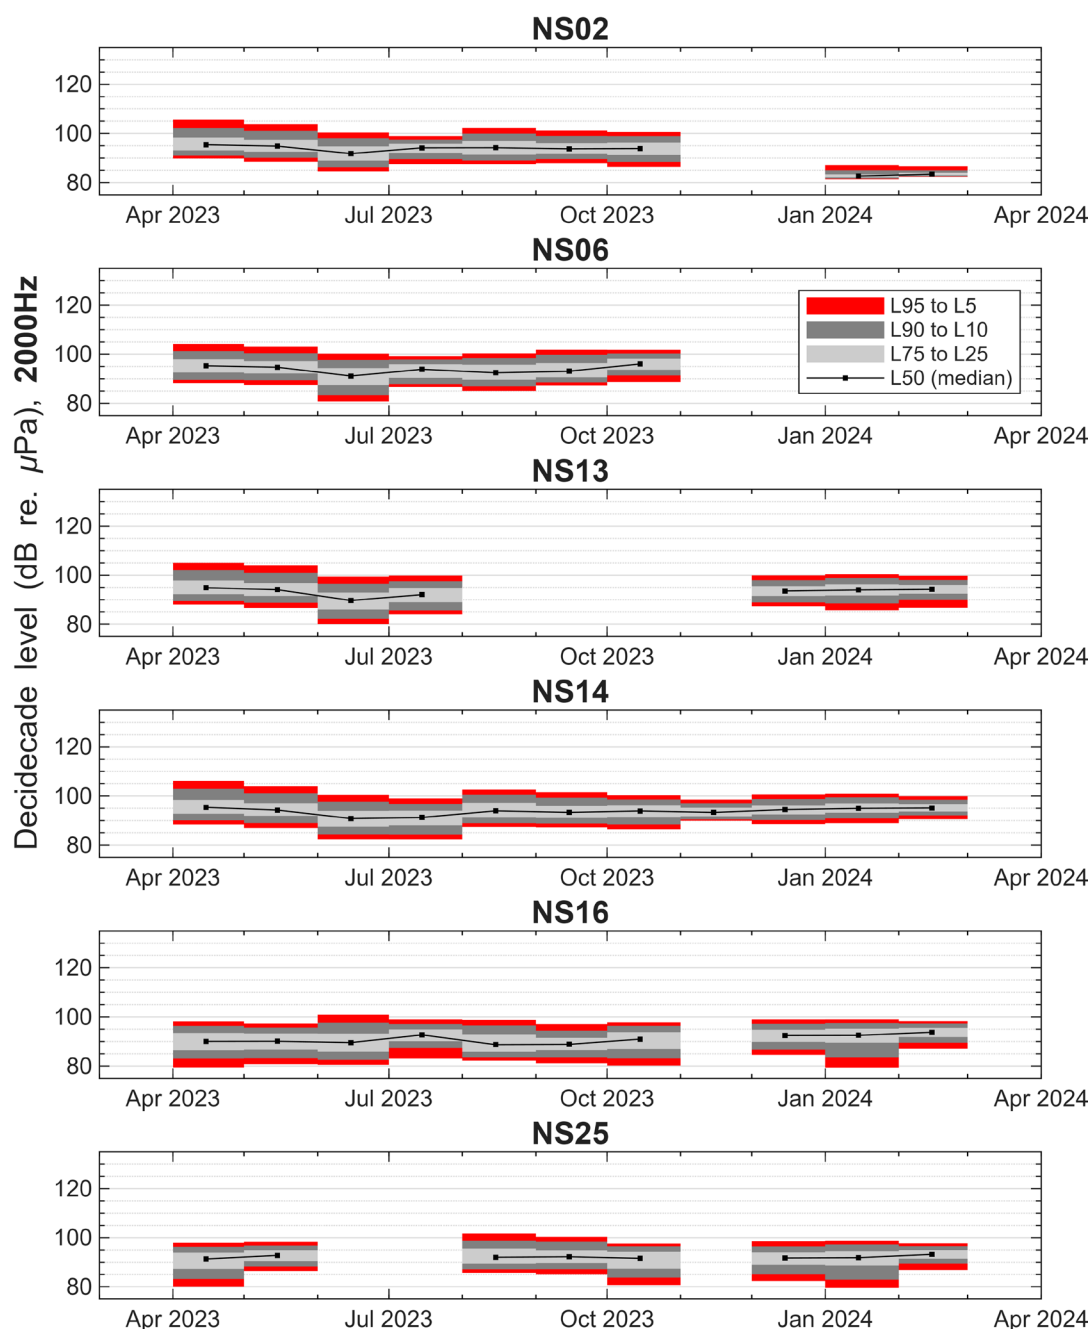 NS02
120
100
80
Apr 2023 Jul 2023 Oct 2023 Jan 2024 Apr 2024
NS06
120
100
80
L95 to L5
L90 to L10
L75 to L25
L50 (median)
Apr 2023 Jul 2023 Oct 2023 Jan 2024 Apr 2024
Decidecade level (dB re. µPa), 2000Hz
NS13
120
100
80
Apr 2023 Jul 2023 Oct 2023 Jan 2024 Apr 2024
NS14
120
100
80
Apr 2023 Jul 2023 Oct 2023 Jan 2024 Apr 2024
NS16
120
100
80
Apr 2023 Jul 2023 Oct 2023 Jan 2024 Apr 2024
NS25
120
100
80
Apr 2023 Jul 2023 Oct 2023 Jan 2024 Apr 2024